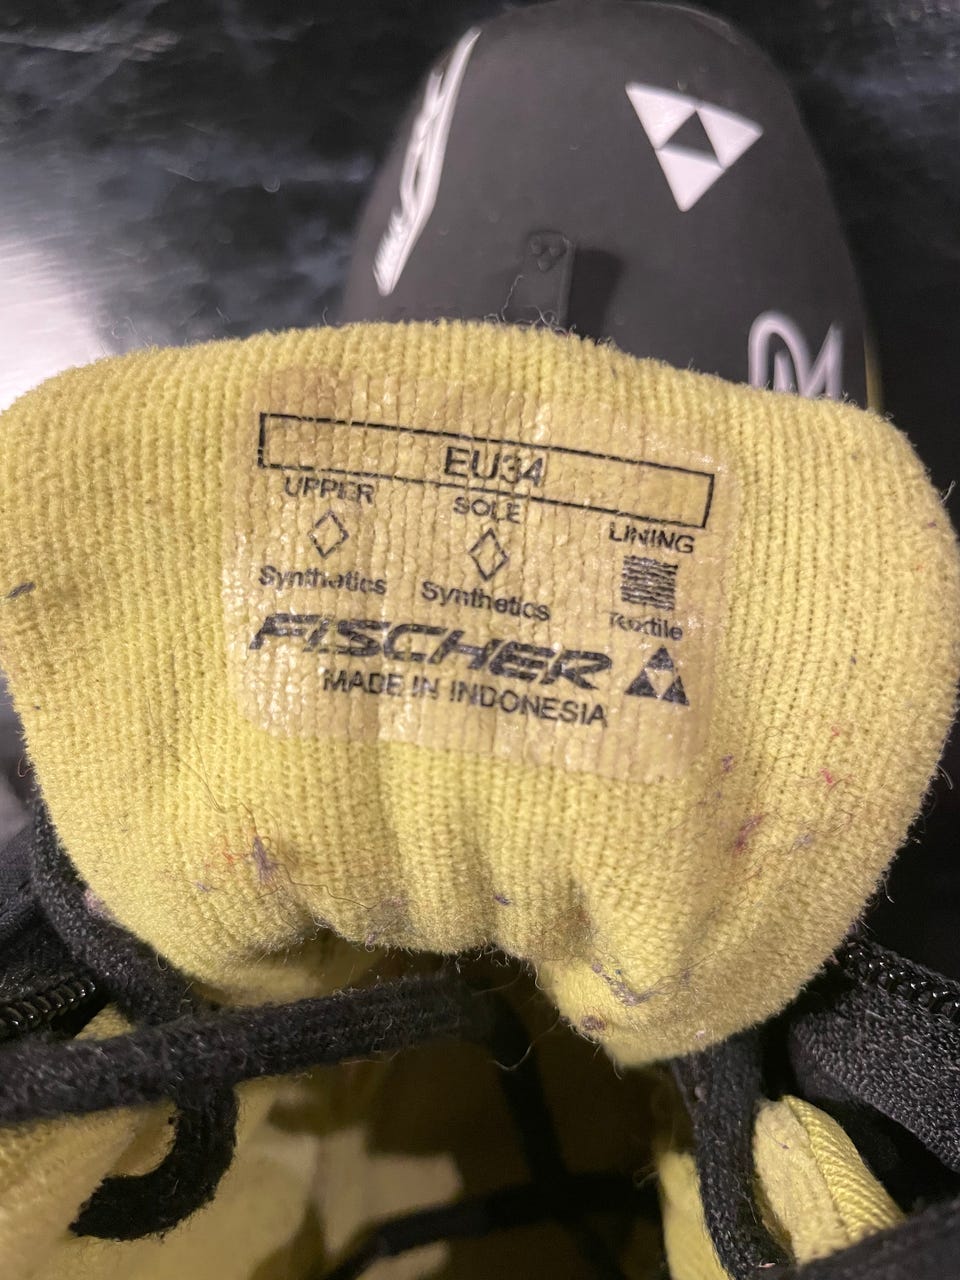 EU34
UPPER SOLE LINING
Synthetics Synthetics Textile
FISCHER
MADE IN INDONESIA